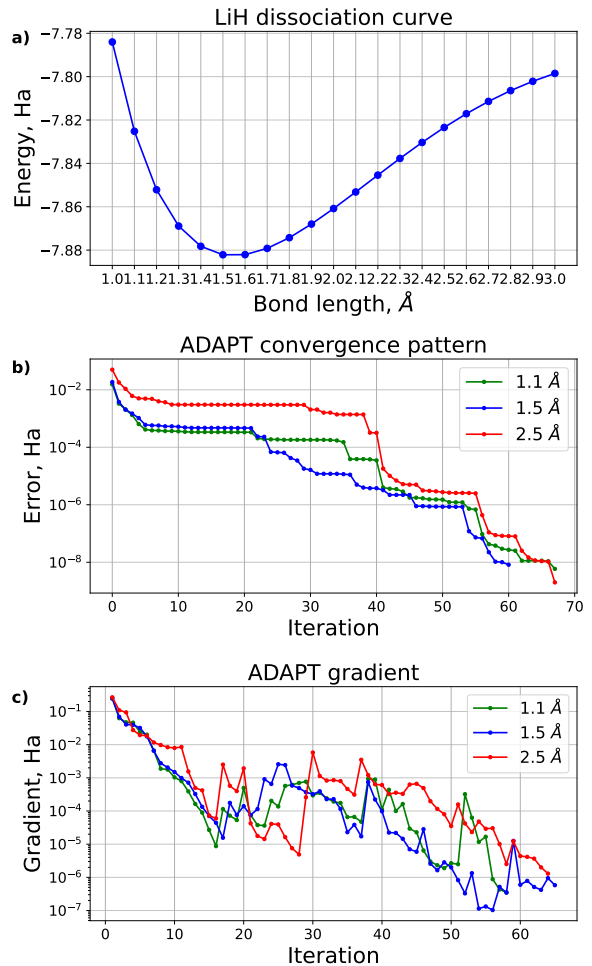 LiH dissociation curve
a)
−7.78
−7.80
−7.82
−7.84
−7.86
−7.88
Energy, Ha
1.01.11.21.31.41.51.61.71.81.92.02.12.22.32.42.52.62.72.82.93.0
Bond length, Å
ADAPT convergence pattern
b)
10⁻²
10⁻⁴
10⁻⁶
10⁻⁸
Error, Ha
1.1 Å
1.5 Å
2.5 Å
0 10 20 30 40 50 60 70
Iteration
ADAPT gradient
c)
10⁻¹
10⁻²
10⁻³
10⁻⁴
10⁻⁵
10⁻⁶
10⁻⁷
Gradient, Ha
1.1 Å
1.5 Å
2.5 Å
0 10 20 30 40 50 60
Iteration